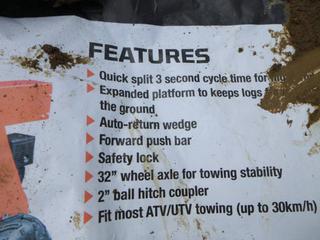 FEATURES
Quick split 3 second cycle time for
Expanded platform to keeps logs
the ground
Auto-return wedge
Forward push bar
Safety lock
32" wheel axle for towing stability
2" ball hitch coupler
Fit most ATV/UTV towing (up to 30km/h)